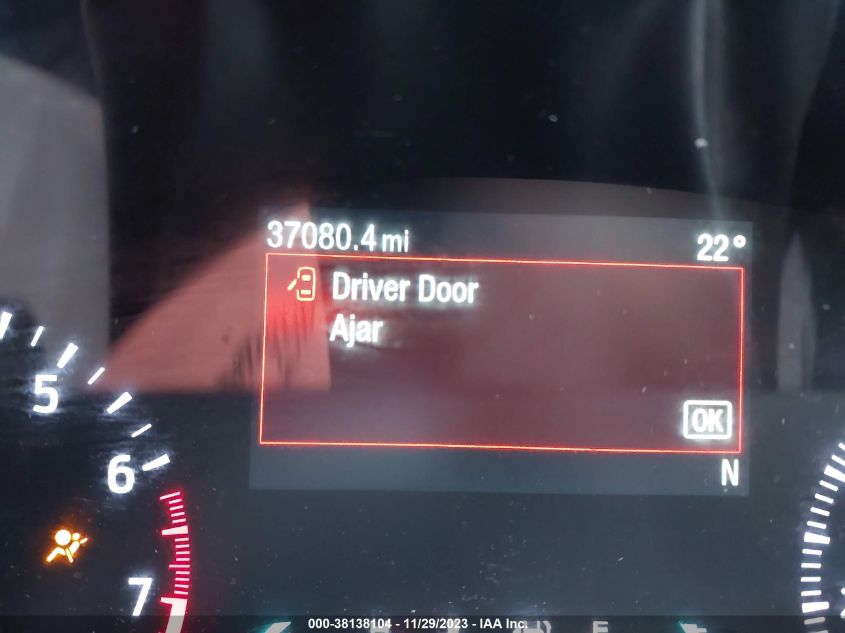 37080.4 mi 22°
Driver Door
Ajar
OK
N
5
6
7
E
000-38138104 - 11/29/2023 - IAA Inc.